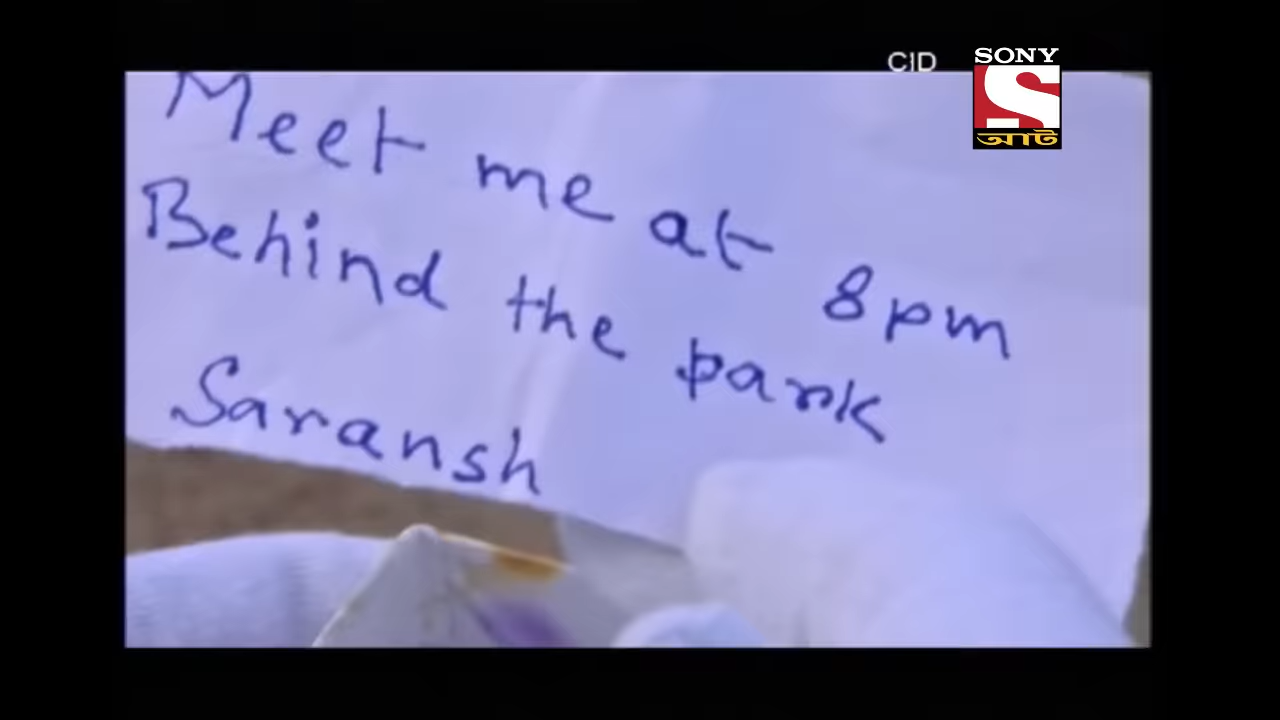 CID
SONY
S
আট
Meet me at 8pm
Behind the park
Saransh